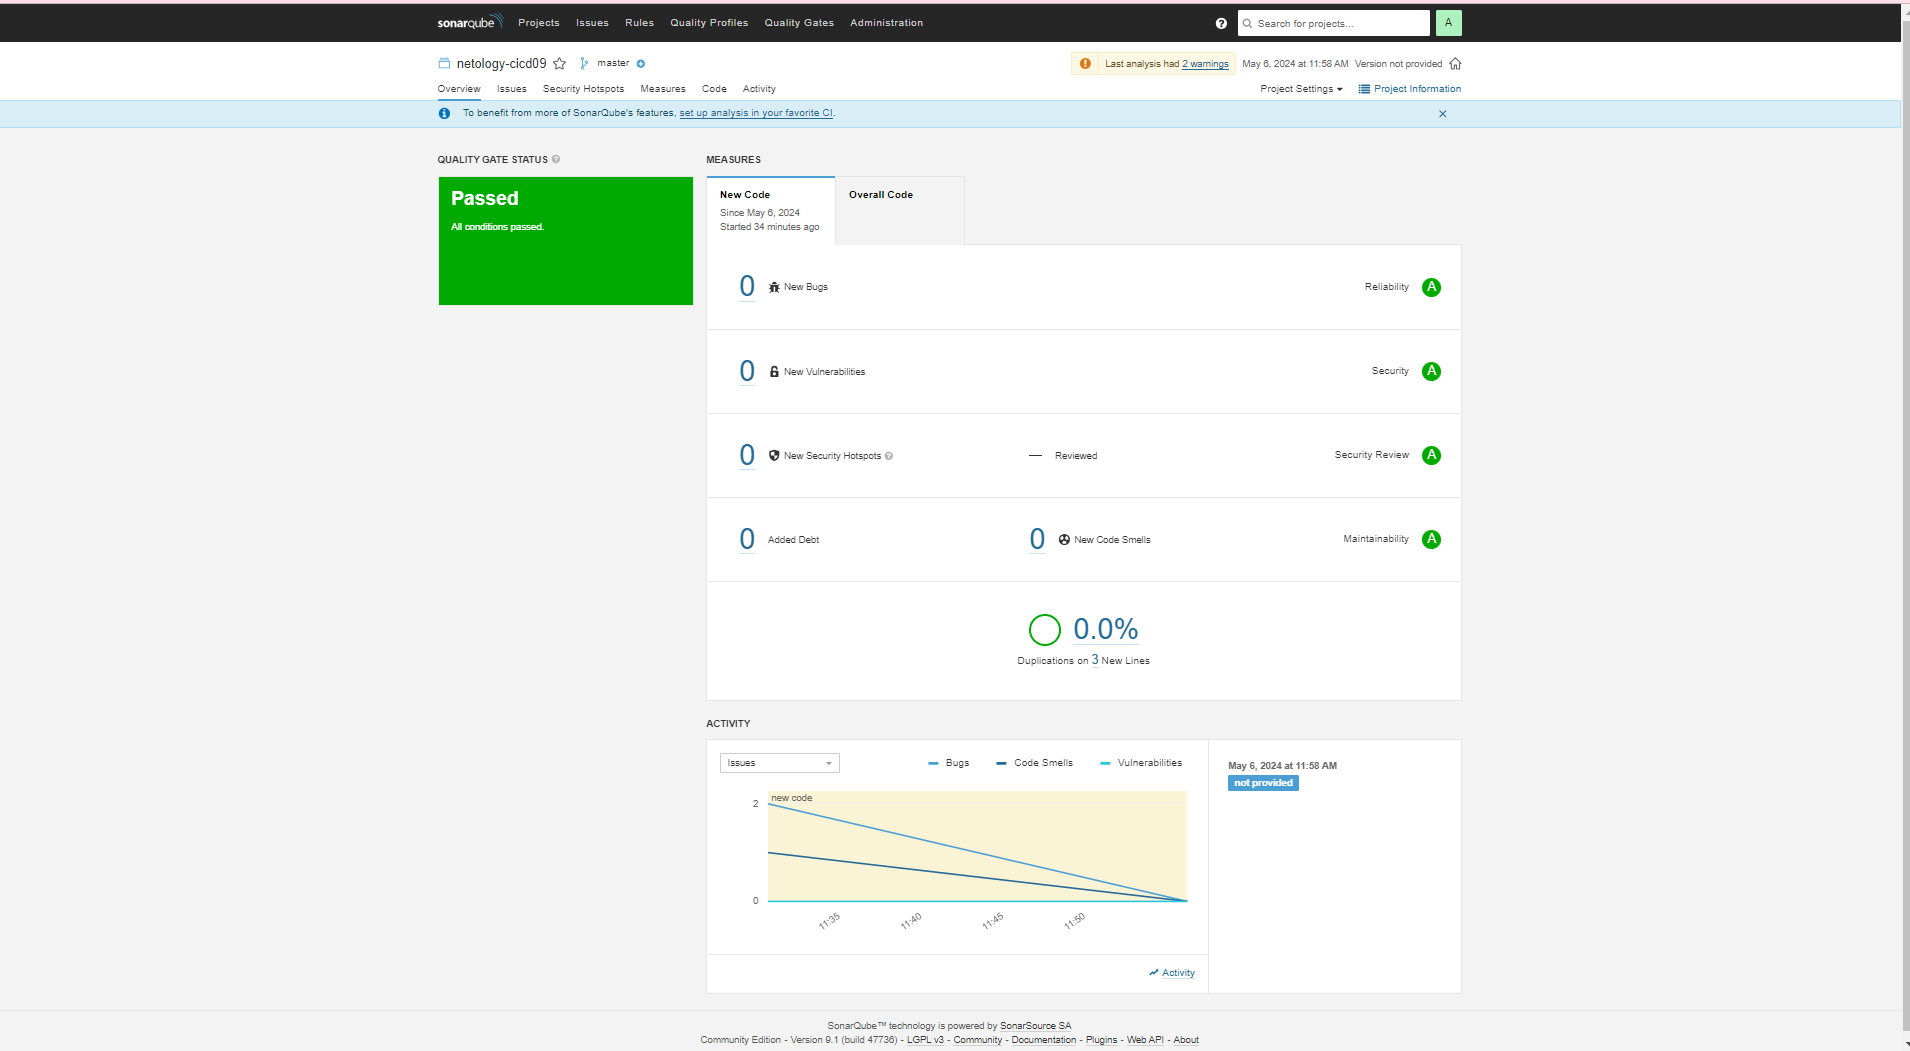 sonarqube Projects Issues Rules Quality Profiles Quality Gates Administration Search for projects... A
netology-cicd09 master Last analysis had 2 warnings May 6, 2024 at 11:58 AM Version not provided
Overview Issues Security Hotspots Measures Code Activity Project Settings Project Information
To benefit from more of SonarQube's features, set up analysis in your favorite CI.
QUALITY GATE STATUS
Passed
All conditions passed.
MEASURES
New Code
Since May 6, 2024
Started 34 minutes ago
Overall Code
0 New Bugs Reliability A
0 New Vulnerabilities Security A
0 New Security Hotspots — Reviewed Security Review A
0 Added Debt 0 New Code Smells Maintainability A
0.0%
Duplications on 3 New Lines
ACTIVITY
Issues Bugs Code Smells Vulnerabilities
new code
2
0
11:35 11:40 11:45 11:50
Activity
May 6, 2024 at 11:58 AM
not provided
SonarQube™ technology is powered by SonarSource SA
Community Edition - Version 9.1 (build 47736) - LGPL v3 - Community - Documentation - Plugins - Web API - About